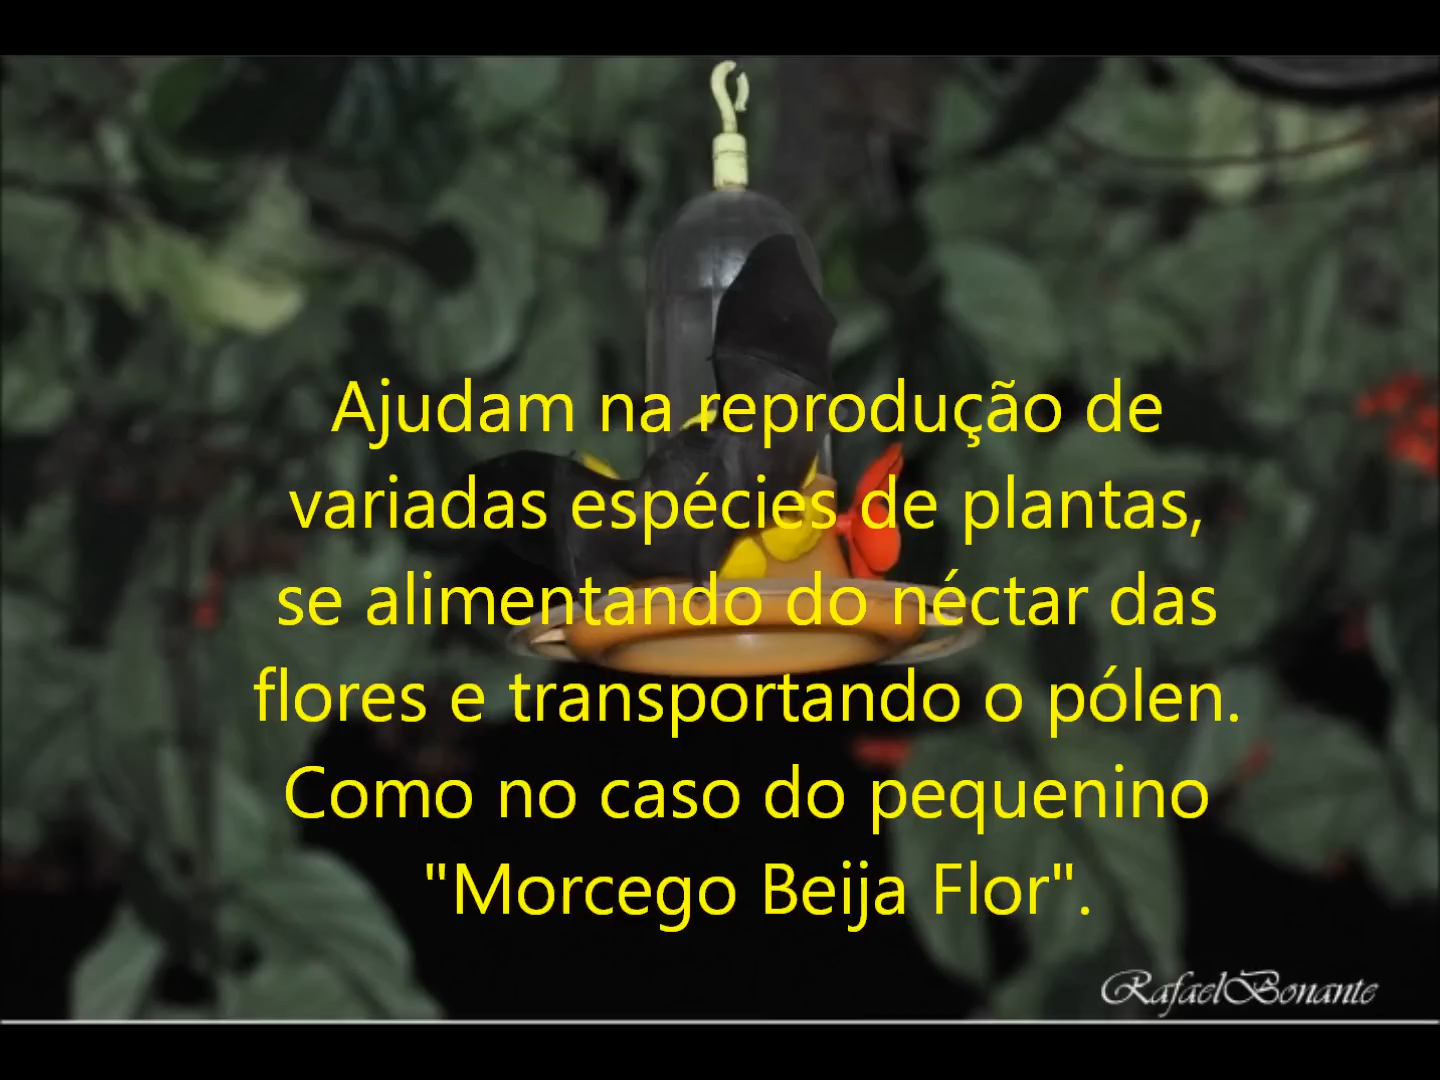 Ajudam na reprodução de
variadas espécies de plantas,
se alimentando do néctar das
flores e transportando o pólen.
Como no caso do pequenino
"Morcego Beija Flor".
RafaelBonante